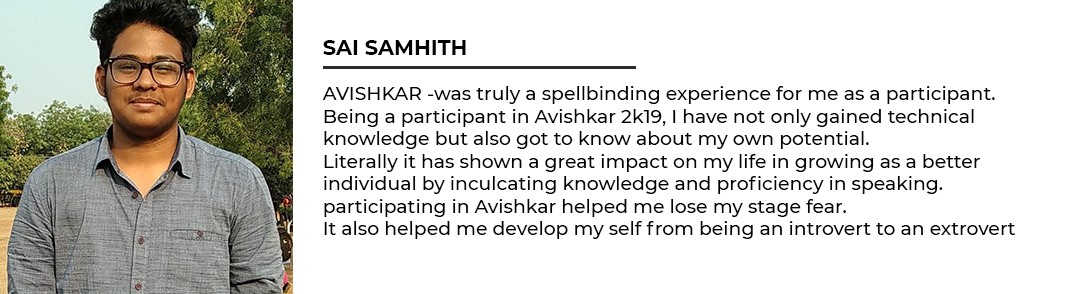 SAI SAMHITH
AVISHKAR -was truly a spellbinding experience for me as a participant.
Being a participant in Avishkar 2k19, I have not only gained technical
knowledge but also got to know about my own potential.
Literally it has shown a great impact on my life in growing as a better
individual by inculcating knowledge and proficiency in speaking.
participating in Avishkar helped me lose my stage fear.
It also helped me develop my self from being an introvert to an extrovert